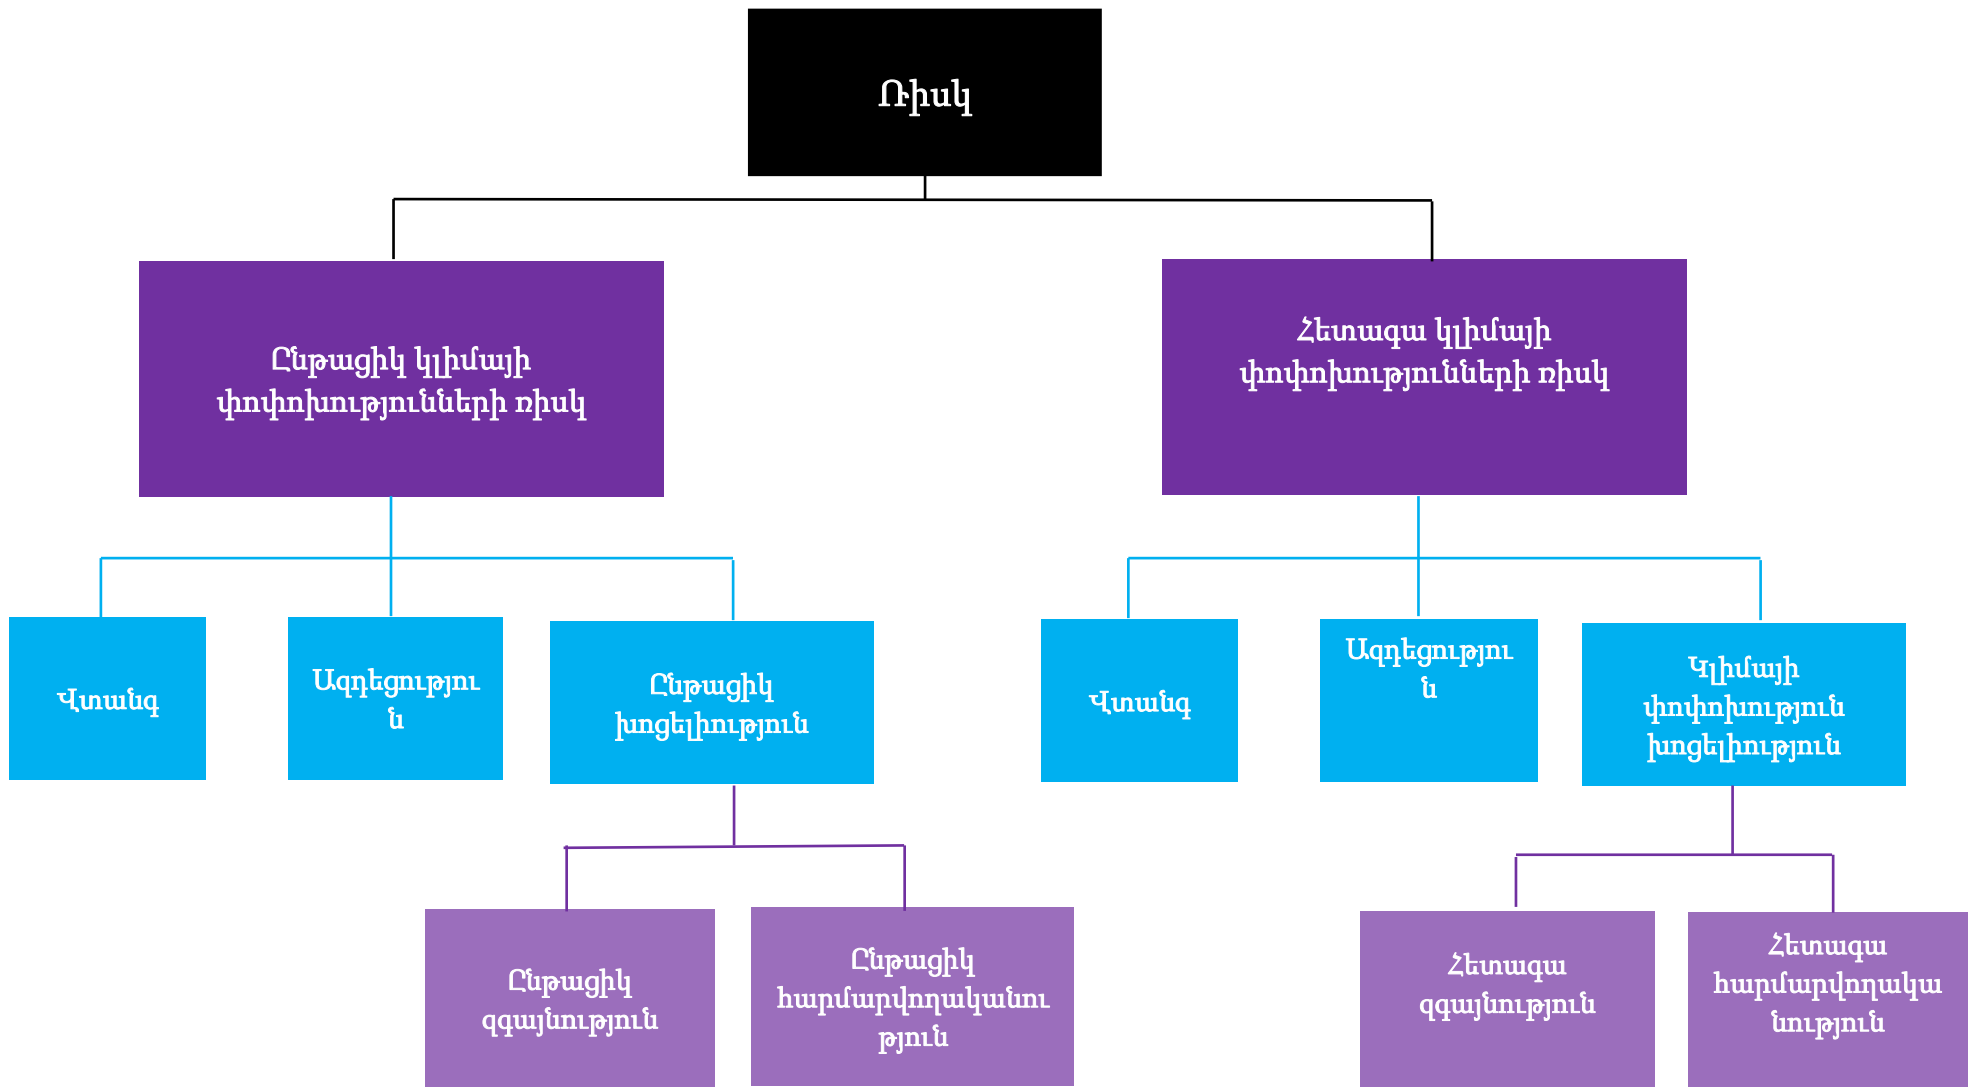 Ռիսկ
Ընթացիկ կլիմայի
փոփոխությունների ռիսկ
Հետագա կլիմայի
փոփոխությունների ռիսկ
Վտանգ
Ազդեցությու
ն
Ընթացիկ
խոցելիություն
Վտանգ
Ազդեցությու
ն
Կլիմայի
փոփոխություն
խոցելիություն
Ընթացիկ
զգայնություն
Ընթացիկ
հարմարվողականու
թյուն
Հետագա
զգայնություն
Հետագա
հարմարվողակա
նություն